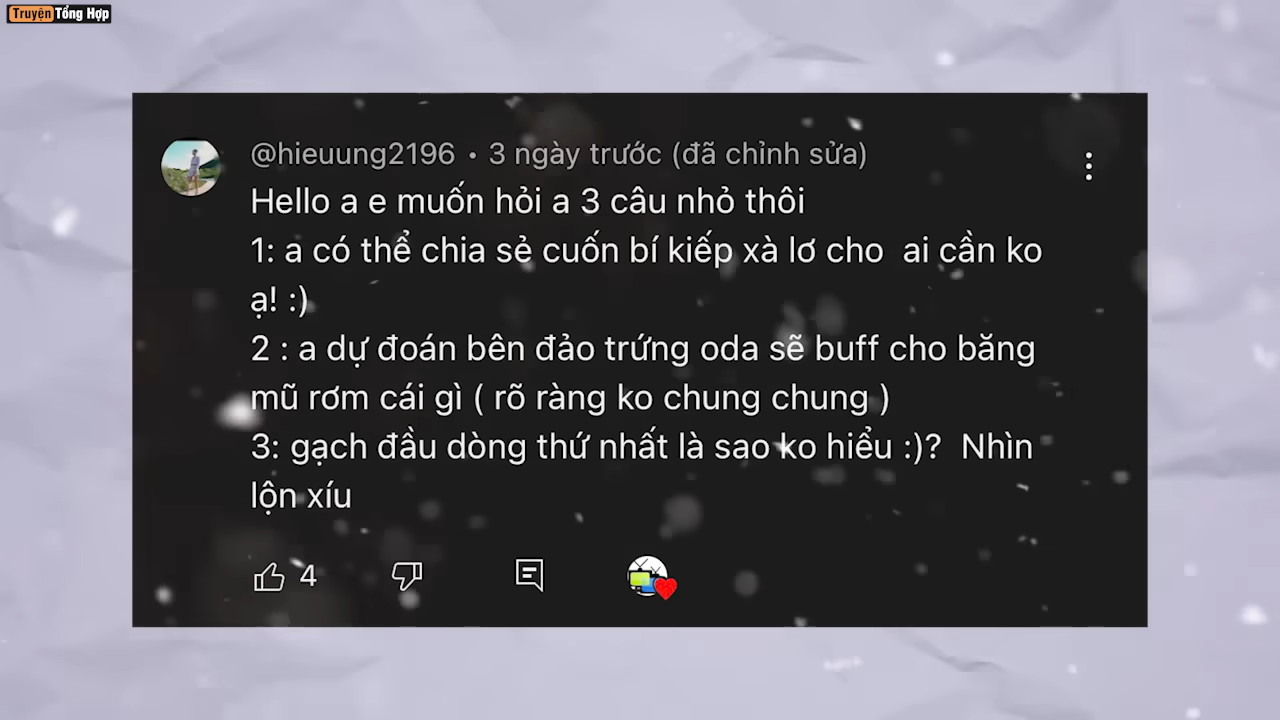 Truyện Tổng Hợp
@hieuung2196 • 3 ngày trước (đã chỉnh sửa)
Hello a e muốn hỏi a 3 câu nhỏ thôi
1: a có thể chia sẻ cuốn bí kiếp xà lơ cho  ai cần ko
ạ! :)
2 : a dự đoán bên đảo trứng oda sẽ buff cho băng
mũ rơm cái gì ( rõ ràng ko chung chung )
3: gạch đầu dòng thứ nhất là sao ko hiểu :)?  Nhìn
lộn xíu
4